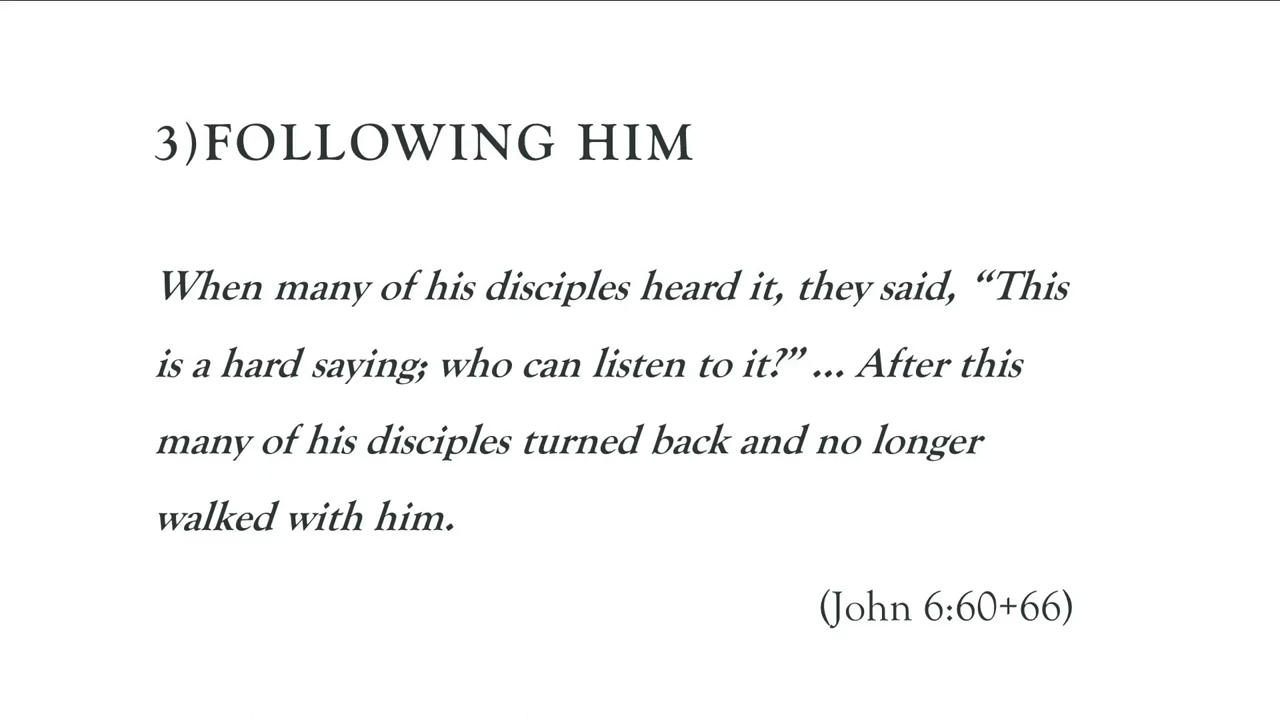 3)FOLLOWING HIM
When many of his disciples heard it, they said, “This
is a hard saying; who can listen to it?” ... After this
many of his disciples turned back and no longer
walked with him.
(John 6:60+66)